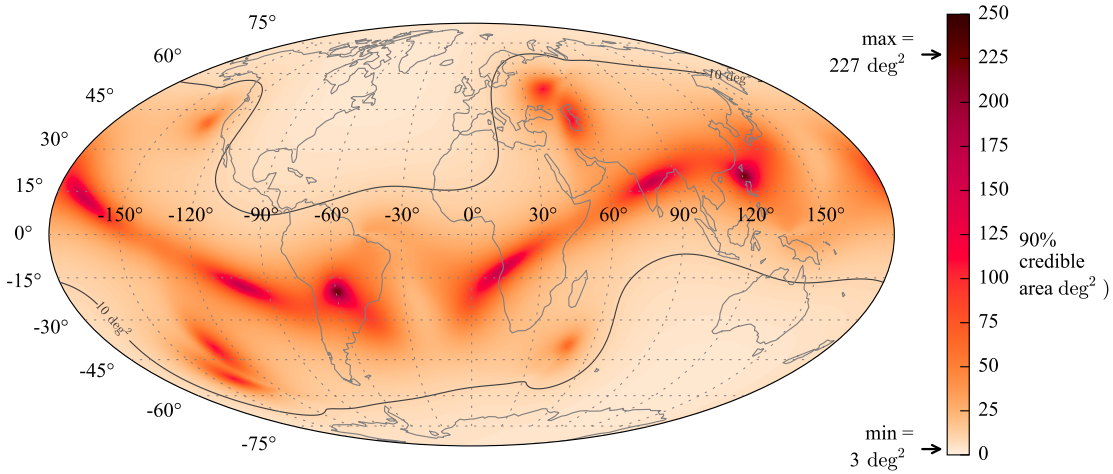 75°
60°
45°
30°
15°
0°
-15°
-30°
-45°
-60°
-75°
-150° -120° -90° -60° -30° 0° 30° 60° 90° 120° 150°
10 deg
10 deg²
max =
227 deg²
min =
3 deg²
250
225
200
175
150
125
100
75
50
25
0
90%
credible
area deg² )